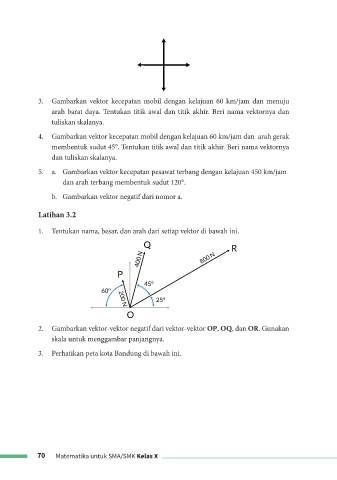 3. Gambarkan vektor kecepatan mobil dengan kelajuan 60 km/jam dan menuju
arah barat daya. Tentukan titik awal dan titik akhir. Beri nama vektornya dan
tuliskan skalanya.
4. Gambarkan vektor kecepatan mobil dengan kelajuan 60 km/jam dan arah gerak
membentuk sudut 45°. Tentukan titik awal dan titik akhir. Beri nama vektornya
dan tuliskan skalanya.
5. a. Gambarkan vektor kecepatan pesawat terbang dengan kelajuan 450 km/jam
dan arah terbang membentuk sudut 120°.
b. Gambarkan vektor negatif dari nomor a.
Latihan 3.2
1. Tentukan nama, besar, dan arah dari setiap vektor di bawah ini.
Q
R
400 N
800 N
P
45°
60°
200 N
25°
O
2. Gambarkan vektor-vektor negatif dari vektor-vektor OP, OQ, dan OR. Gunakan
skala untuk menggambar panjangnya.
3. Perhatikan peta kota Bandung di bawah ini.
70 Matematika untuk SMA/SMK Kelas X